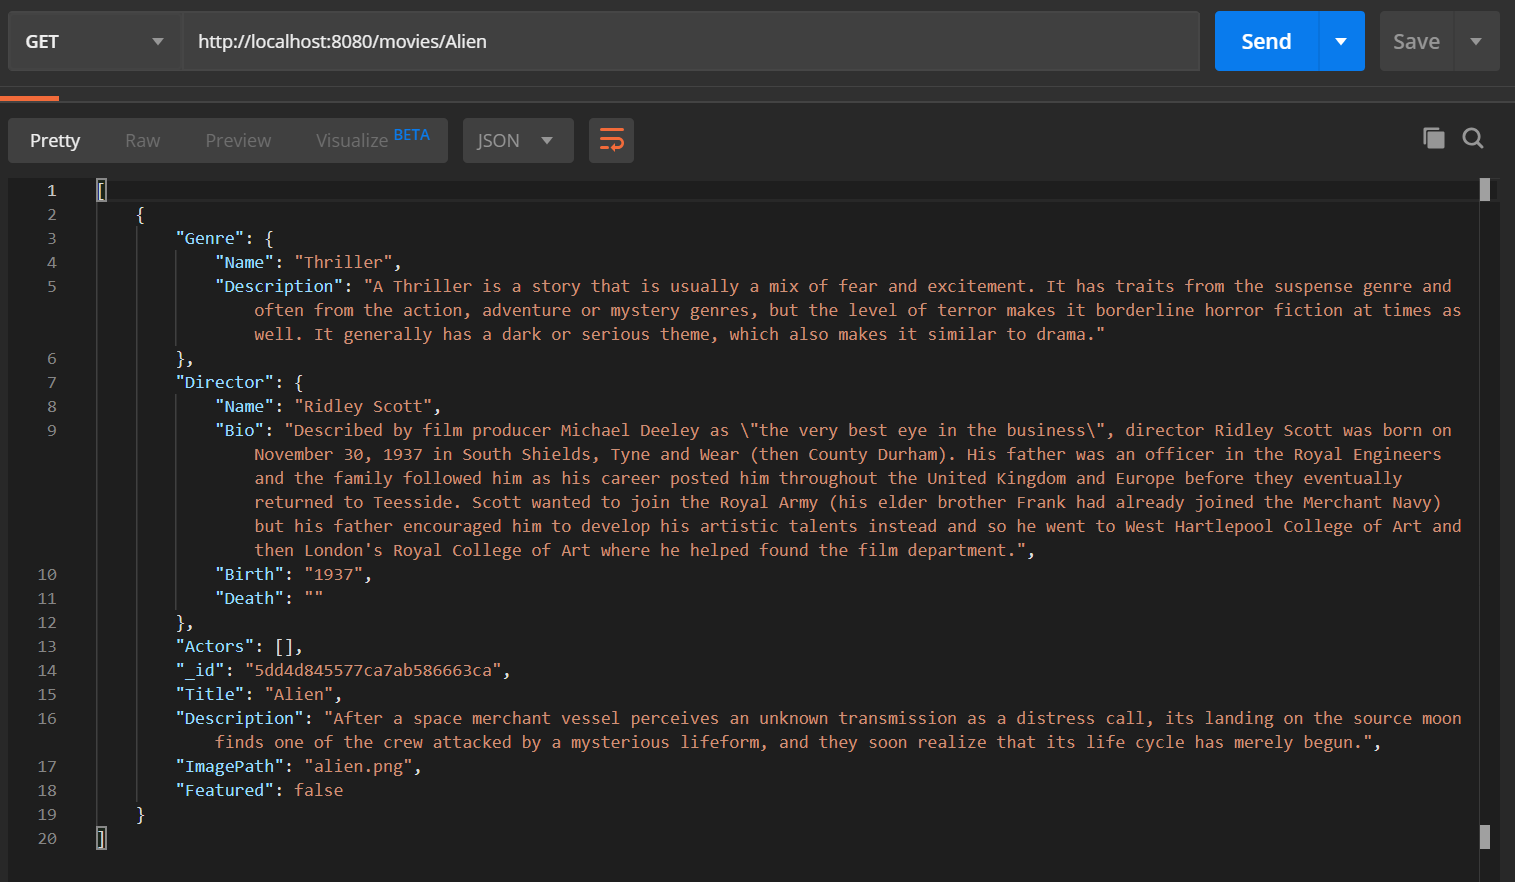 GET http://localhost:8080/movies/Alien Send Save
Pretty Raw Preview Visualize BETA JSON
1 [
2 {
3 "Genre": {
4 "Name": "Thriller",
5 "Description": "A Thriller is a story that is usually a mix of fear and excitement. It has traits from the suspense genre and
often from the action, adventure or mystery genres, but the level of terror makes it borderline horror fiction at times as
well. It generally has a dark or serious theme, which also makes it similar to drama."
6 },
7 "Director": {
8 "Name": "Ridley Scott",
9 "Bio": "Described by film producer Michael Deeley as \"the very best eye in the business\", director Ridley Scott was born on
November 30, 1937 in South Shields, Tyne and Wear (then County Durham). His father was an officer in the Royal Engineers
and the family followed him as his career posted him throughout the United Kingdom and Europe before they eventually
returned to Teesside. Scott wanted to join the Royal Army (his elder brother Frank had already joined the Merchant Navy)
but his father encouraged him to develop his artistic talents instead and so he went to West Hartlepool College of Art and
then London's Royal College of Art where he helped found the film department.",
10 "Birth": "1937",
11 "Death": ""
12 },
13 "Actors": [],
14 "_id": "5dd4d845577ca7ab586663ca",
15 "Title": "Alien",
16 "Description": "After a space merchant vessel perceives an unknown transmission as a distress call, its landing on the source moon
finds one of the crew attacked by a mysterious lifeform, and they soon realize that its life cycle has merely begun.",
17 "ImagePath": "alien.png",
18 "Featured": false
19 }
20 ]